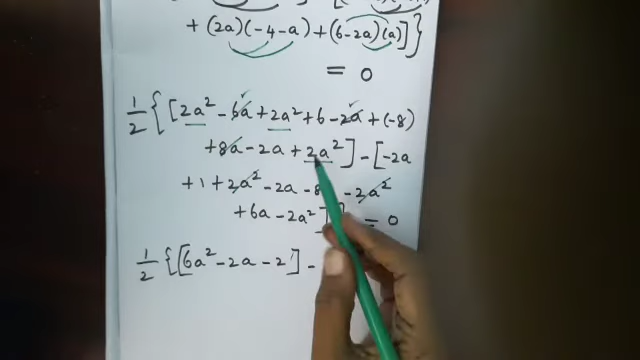 + (2a)(-4-a) + (6-2a)(a)]}
= 0
1/2 {[2a² - 6a + 2a² + 6 - 2a + (-8)
+ 8a - 2a + 2a²] - [-2a
+ 1 + 2a² - 2a - 8 - 2a²
+ 6a - 2a² = 0
1/2 {[6a² - 2a - 2] -